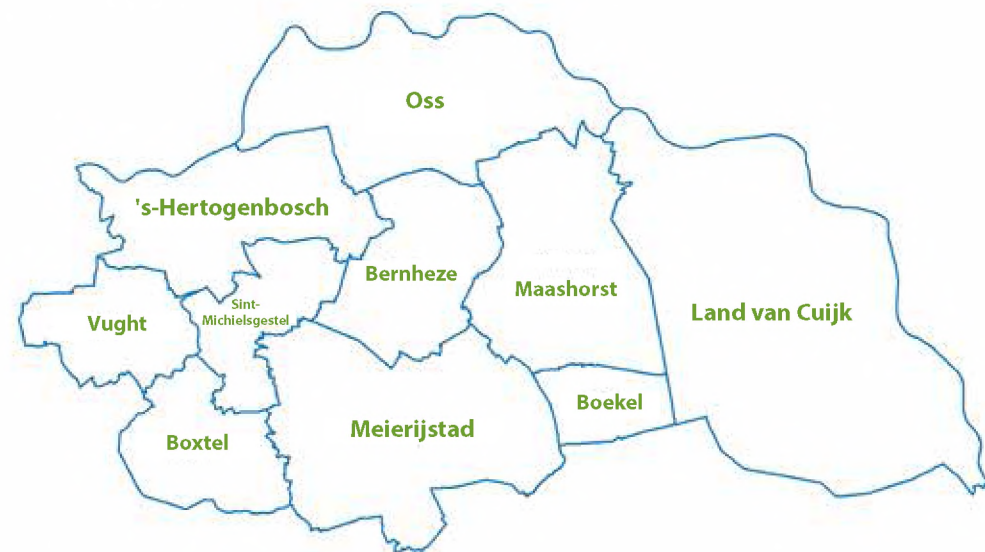 Oss
's-Hertogenbosch
Bernheze
Maashorst
Land van Cuijk
Vught
Sint-
Michielsgestel
Boekel
Meierijstad
Boxtel